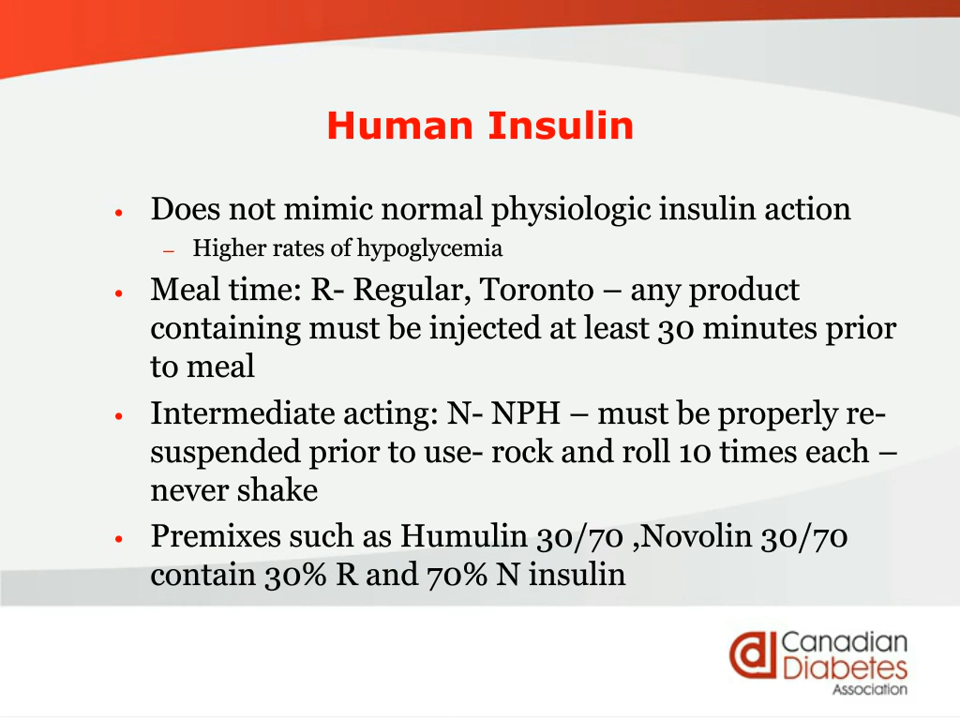 Human Insulin
• Does not mimic normal physiologic insulin action
– Higher rates of hypoglycemia
• Meal time: R- Regular, Toronto – any product
containing must be injected at least 30 minutes prior
to meal
• Intermediate acting: N- NPH – must be properly re-
suspended prior to use- rock and roll 10 times each –
never shake
• Premixes such as Humulin 30/70 ,Novolin 30/70
contain 30% R and 70% N insulin
Canadian
Diabetes
Association